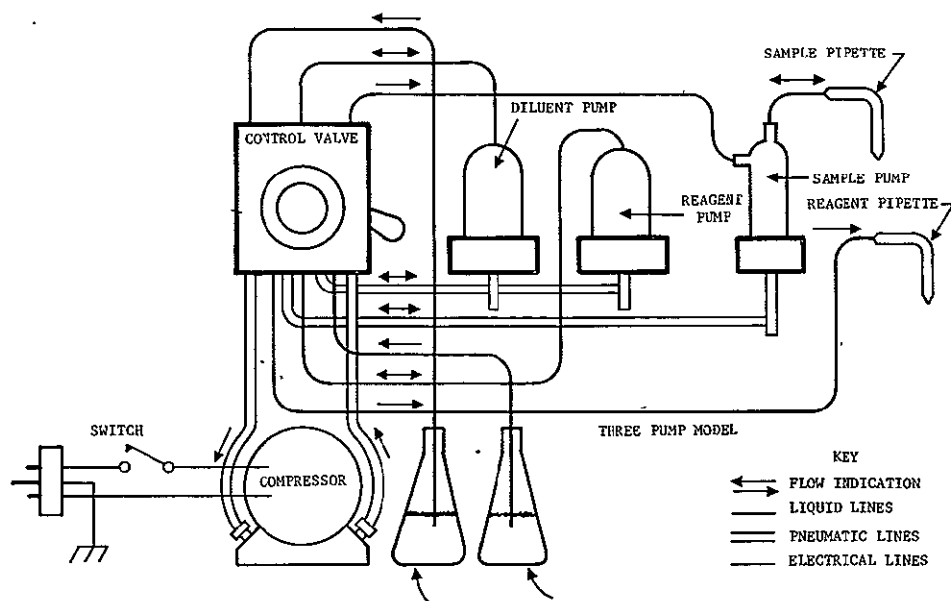 SAMPLE PIPETTE
DILUENT PUMP
CONTROL VALVE
SAMPLE PUMP
REAGENT
PUMP
REAGENT PIPETTE
THREE PUMP MODEL
SWITCH
COMPRESSOR
KEY
FLOW INDICATION
LIQUID LINES
PNEUMATIC LINES
ELECTRICAL LINES